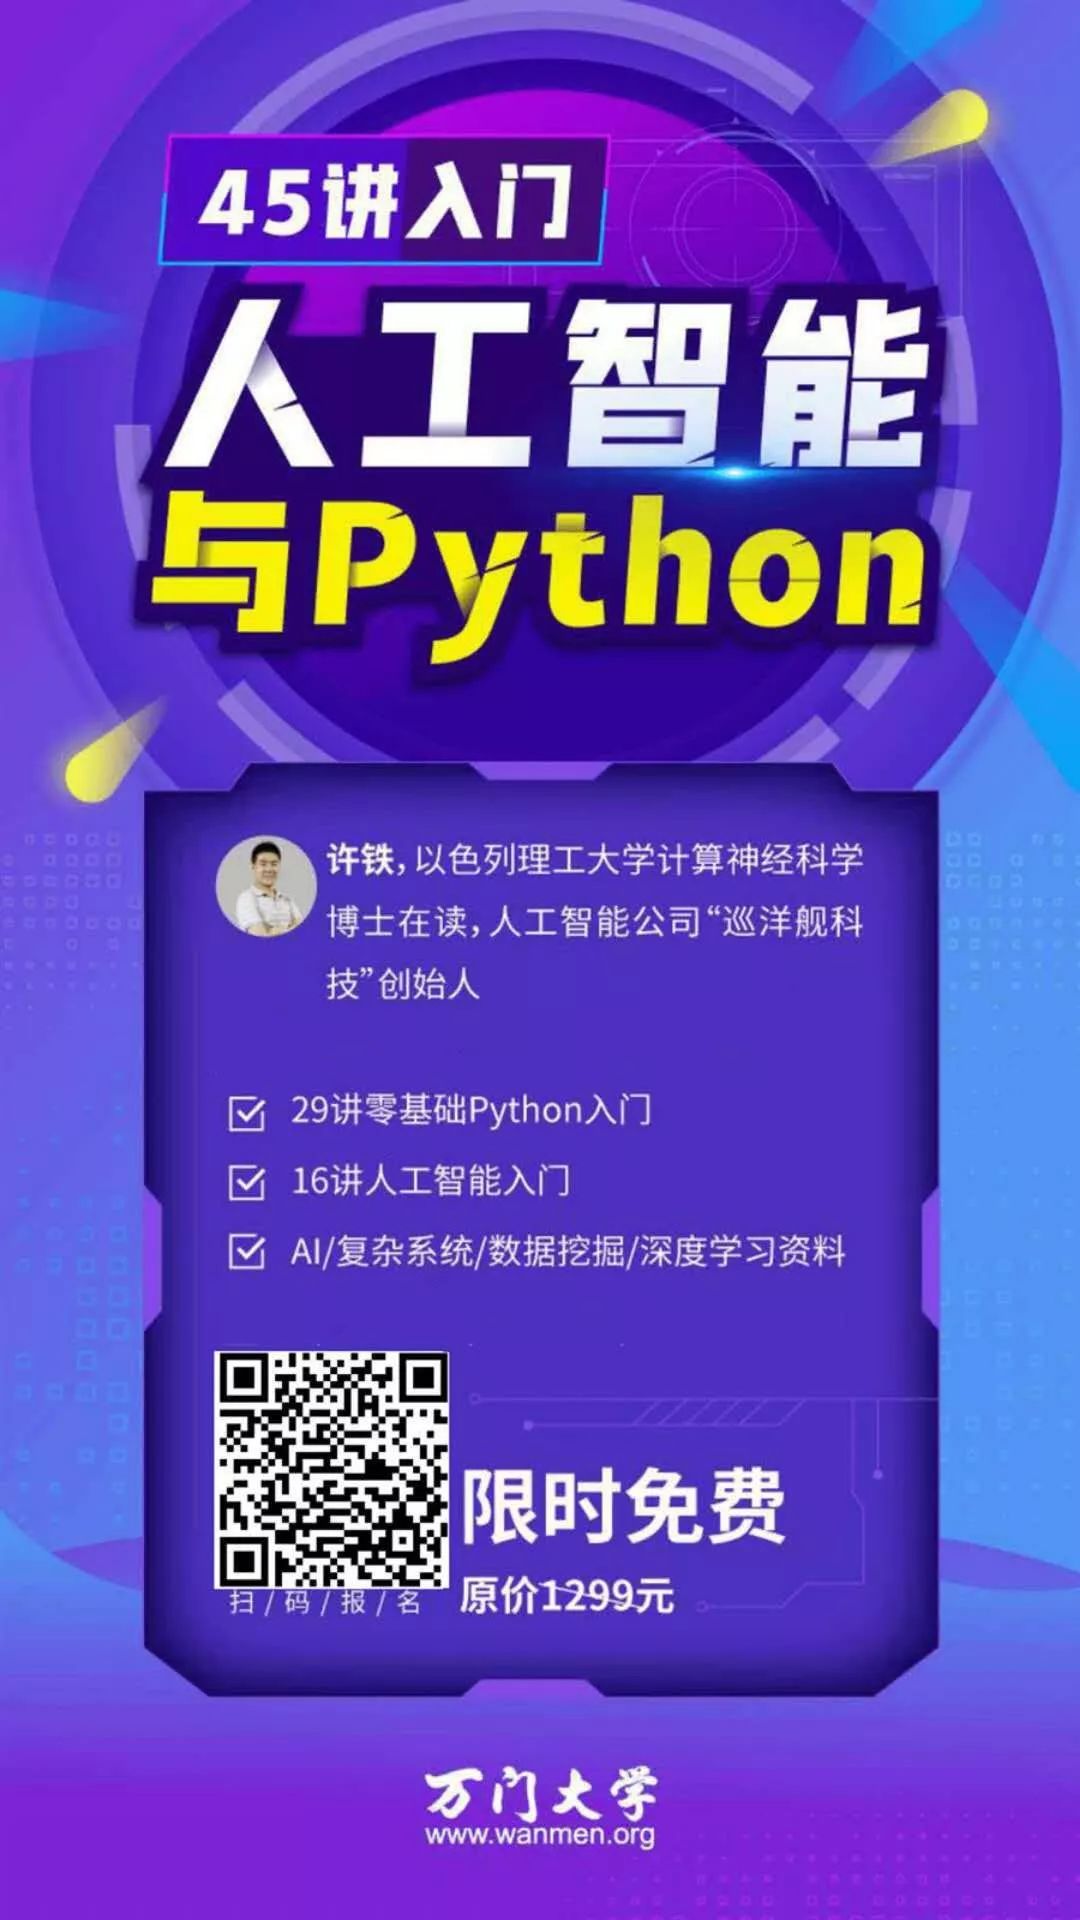 45讲入门
人工智能
与Python
许铁，以色列理工大学计算神经科学
博士在读，人工智能公司“巡洋舰科
技”创始人
29讲零基础Python入门
16讲人工智能入门
AI/复杂系统/数据挖掘/深度学习资料
限时免费
原价1299元
扫/码/报/名
万门大学
www.wanmen.org